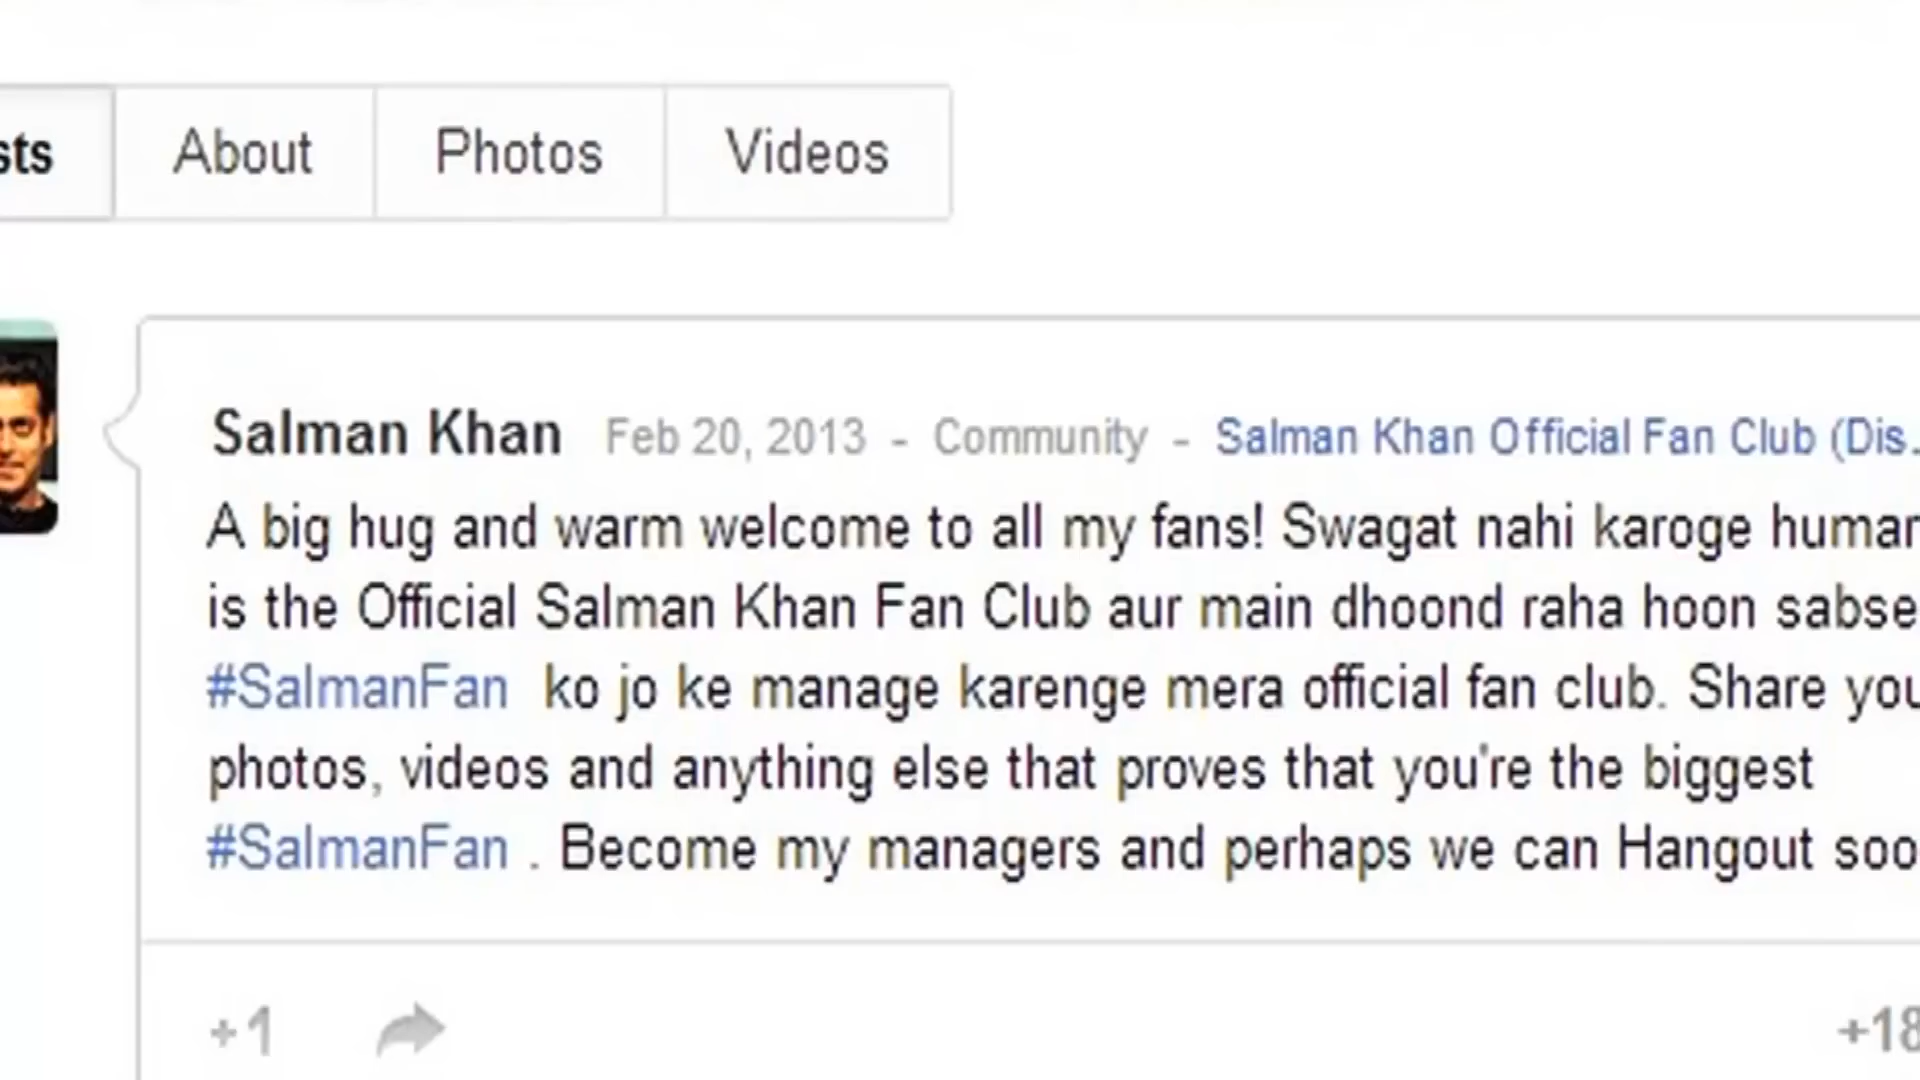 sts About Photos Videos
Salman Khan Feb 20, 2013 - Community - Salman Khan Official Fan Club (Dis...
A big hug and warm welcome to all my fans! Swagat nahi karoge humar
is the Official Salman Khan Fan Club aur main dhoond raha hoon sabse
#SalmanFan ko jo ke manage karenge mera official fan club. Share you
photos, videos and anything else that proves that you're the biggest
#SalmanFan . Become my managers and perhaps we can Hangout soo
+1 +18